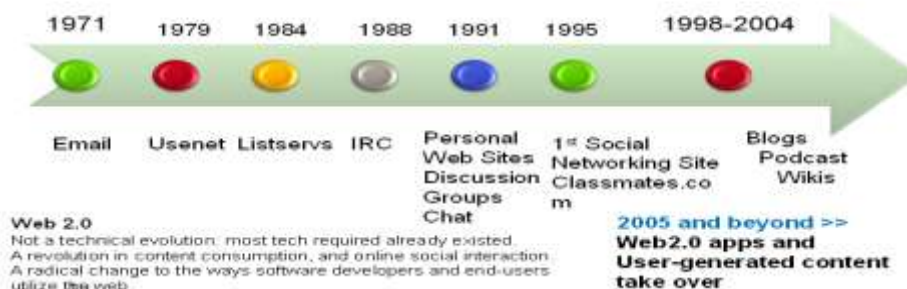 1971
1979
1984
1988
1991
1995
1998-2004
Email
Usenet
Listservs
IRC
Personal
Web Sites
Discussion
Groups
Chat
1st Social
Networking Site
Classmates.co
m
Blogs
Podcast
Wikis
Web 2.0
Not a technical evolution: most tech required already existed.
A revolution in content consumption, and online social interaction.
A radical change to the ways software developers and end-users
utilize the web
2005 and beyond >>
Web2.0 apps and
User-generated content
take over